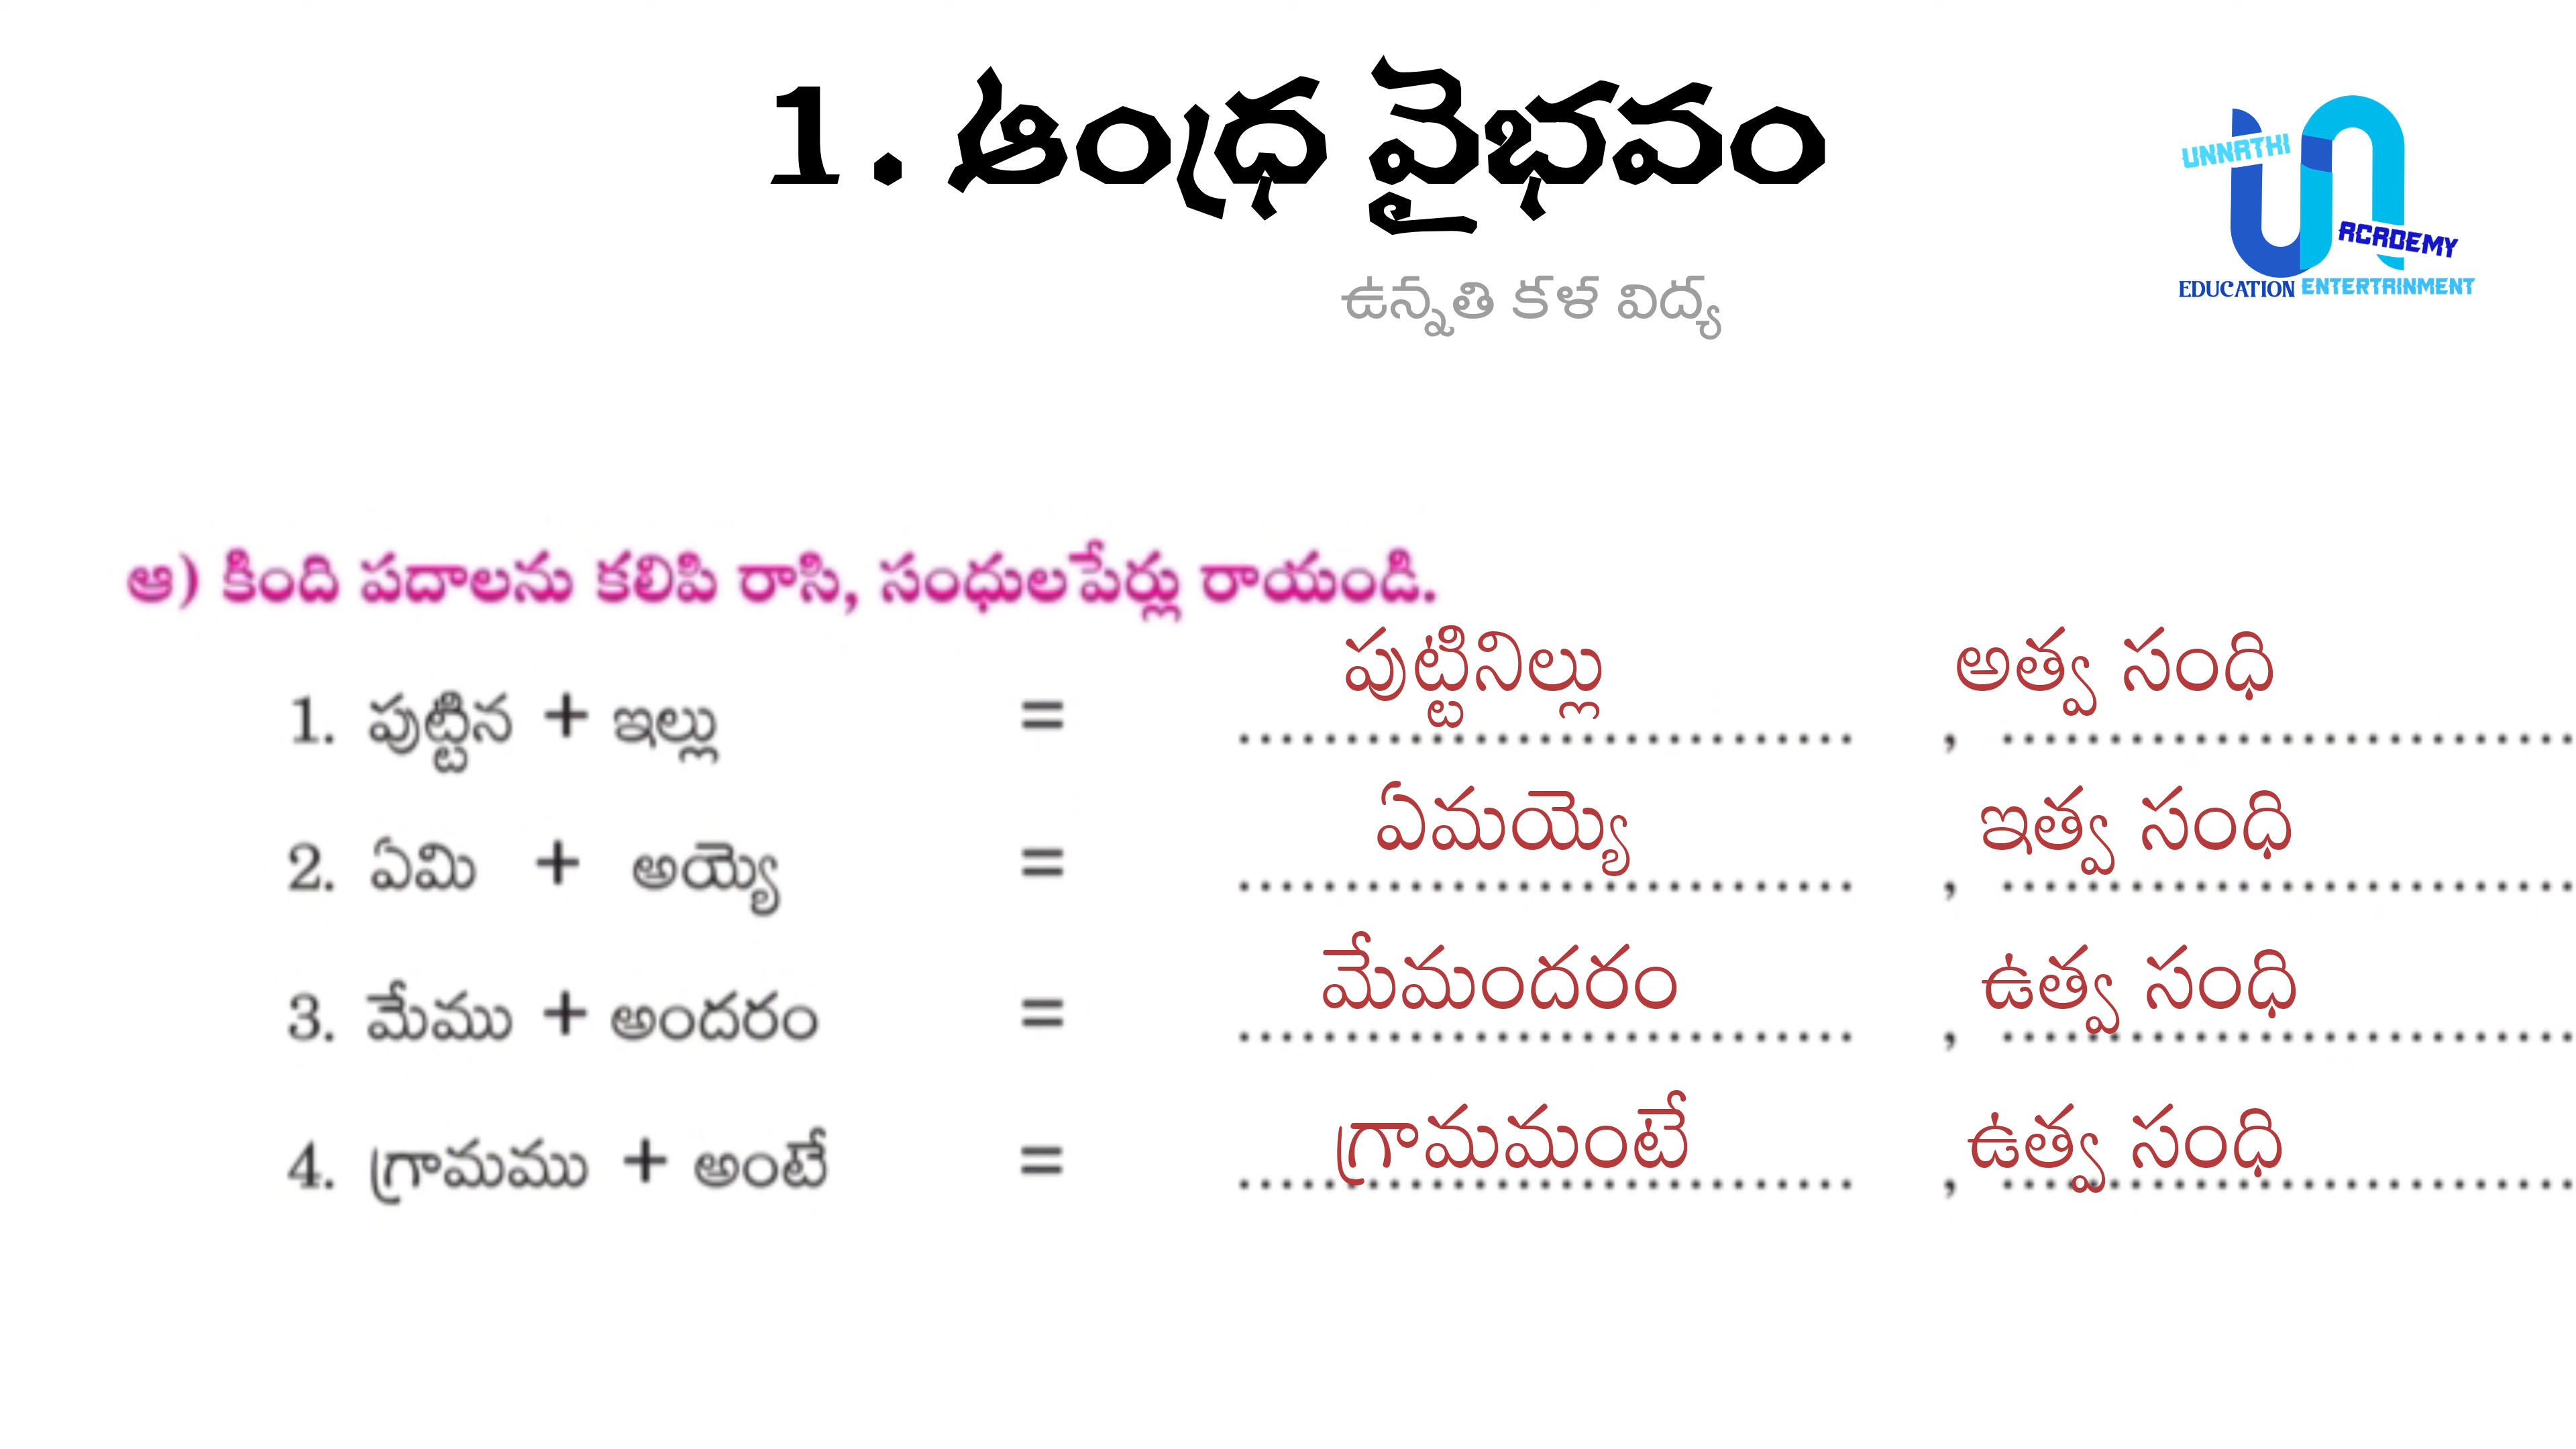 1. ఆంధ్ర వైభవం
UNNATHI
ACADEMY
EDUCATION ENTERTAINMENT
ఉన్నతి కళ విద్య
ఆ) కింది పదాలను కలిపి రాసి, సంధులపేర్లు రాయండి.
1. పుట్టిన + ఇల్లు = పుట్టినిల్లు , అత్వ సంధి
2. ఏమి + అయ్యె = ఏమయ్యె , ఇత్వ సంధి
3. మేము + అందరం = మేమందరం , ఉత్వ సంధి
4. గ్రామము + అంటే = గ్రామమంటే , ఉత్వ సంధి